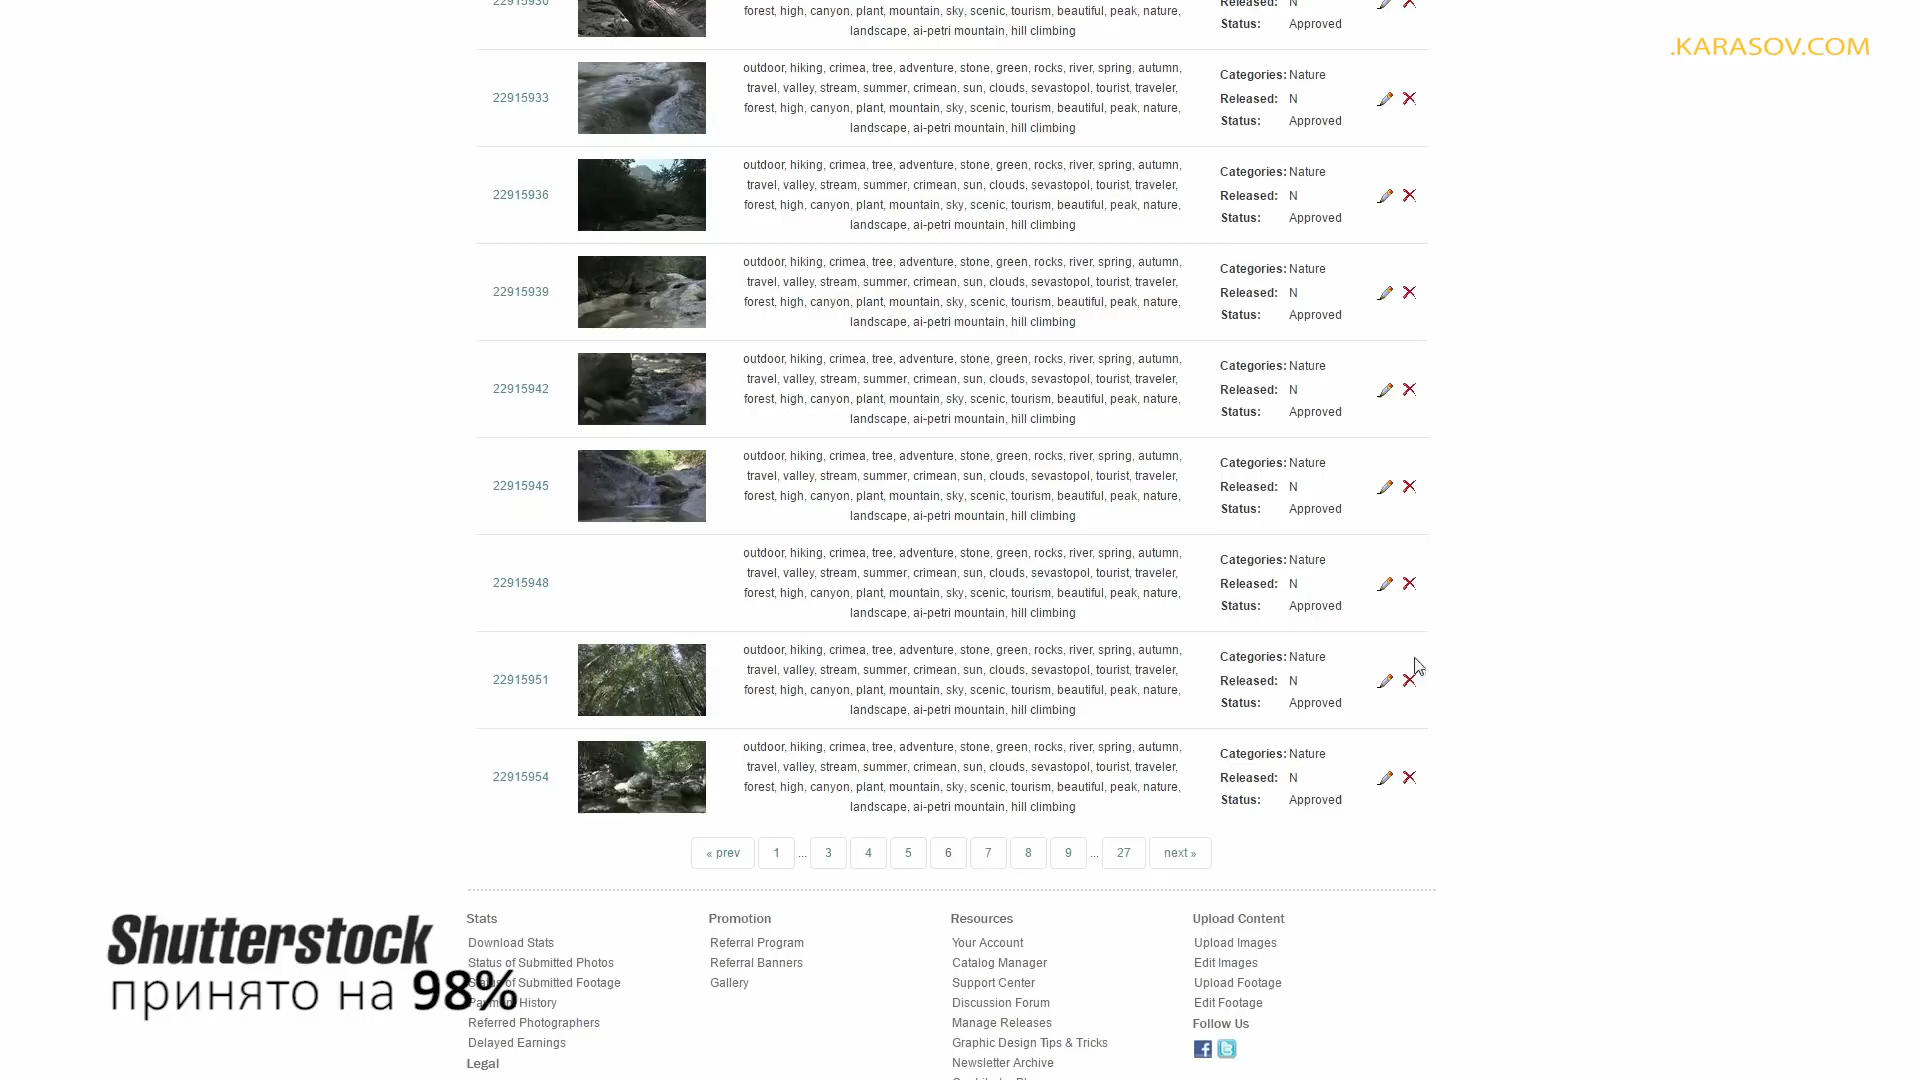 22915930
forest, high, canyon, plant, mountain, sky, scenic, tourism, beautiful, peak, nature,
landscape, ai-petri mountain, hill climbing
Released: N
Status: Approved
.KARASOV.COM
22915933
outdoor, hiking, crimea, tree, adventure, stone, green, rocks, river, spring, autumn,
travel, valley, stream, summer, crimean, sun, clouds, sevastopol, tourist, traveler,
forest, high, canyon, plant, mountain, sky, scenic, tourism, beautiful, peak, nature,
landscape, ai-petri mountain, hill climbing
Categories: Nature
Released: N
Status: Approved
22915936
outdoor, hiking, crimea, tree, adventure, stone, green, rocks, river, spring, autumn,
travel, valley, stream, summer, crimean, sun, clouds, sevastopol, tourist, traveler,
forest, high, canyon, plant, mountain, sky, scenic, tourism, beautiful, peak, nature,
landscape, ai-petri mountain, hill climbing
Categories: Nature
Released: N
Status: Approved
22915939
outdoor, hiking, crimea, tree, adventure, stone, green, rocks, river, spring, autumn,
travel, valley, stream, summer, crimean, sun, clouds, sevastopol, tourist, traveler,
forest, high, canyon, plant, mountain, sky, scenic, tourism, beautiful, peak, nature,
landscape, ai-petri mountain, hill climbing
Categories: Nature
Released: N
Status: Approved
22915942
outdoor, hiking, crimea, tree, adventure, stone, green, rocks, river, spring, autumn,
travel, valley, stream, summer, crimean, sun, clouds, sevastopol, tourist, traveler,
forest, high, canyon, plant, mountain, sky, scenic, tourism, beautiful, peak, nature,
landscape, ai-petri mountain, hill climbing
Categories: Nature
Released: N
Status: Approved
22915945
outdoor, hiking, crimea, tree, adventure, stone, green, rocks, river, spring, autumn,
travel, valley, stream, summer, crimean, sun, clouds, sevastopol, tourist, traveler,
forest, high, canyon, plant, mountain, sky, scenic, tourism, beautiful, peak, nature,
landscape, ai-petri mountain, hill climbing
Categories: Nature
Released: N
Status: Approved
22915948
outdoor, hiking, crimea, tree, adventure, stone, green, rocks, river, spring, autumn,
travel, valley, stream, summer, crimean, sun, clouds, sevastopol, tourist, traveler,
forest, high, canyon, plant, mountain, sky, scenic, tourism, beautiful, peak, nature,
landscape, ai-petri mountain, hill climbing
Categories: Nature
Released: N
Status: Approved
22915951
outdoor, hiking, crimea, tree, adventure, stone, green, rocks, river, spring, autumn,
travel, valley, stream, summer, crimean, sun, clouds, sevastopol, tourist, traveler,
forest, high, canyon, plant, mountain, sky, scenic, tourism, beautiful, peak, nature,
landscape, ai-petri mountain, hill climbing
Categories: Nature
Released: N
Status: Approved
22915954
outdoor, hiking, crimea, tree, adventure, stone, green, rocks, river, spring, autumn,
travel, valley, stream, summer, crimean, sun, clouds, sevastopol, tourist, traveler,
forest, high, canyon, plant, mountain, sky, scenic, tourism, beautiful, peak, nature,
landscape, ai-petri mountain, hill climbing
Categories: Nature
Released: N
Status: Approved
« prev 1 ... 3 4 5 6 7 8 9 ... 27 next »
Shutterstock
принято на 98%
Stats
Download Stats
Status of Submitted Photos
Status of Submitted Footage
Payment History
Referred Photographers
Delayed Earnings
Legal
Promotion
Referral Program
Referral Banners
Gallery
Resources
Your Account
Catalog Manager
Support Center
Discussion Forum
Manage Releases
Graphic Design Tips & Tricks
Newsletter Archive
Upload Content
Upload Images
Edit Images
Upload Footage
Edit Footage
Follow Us